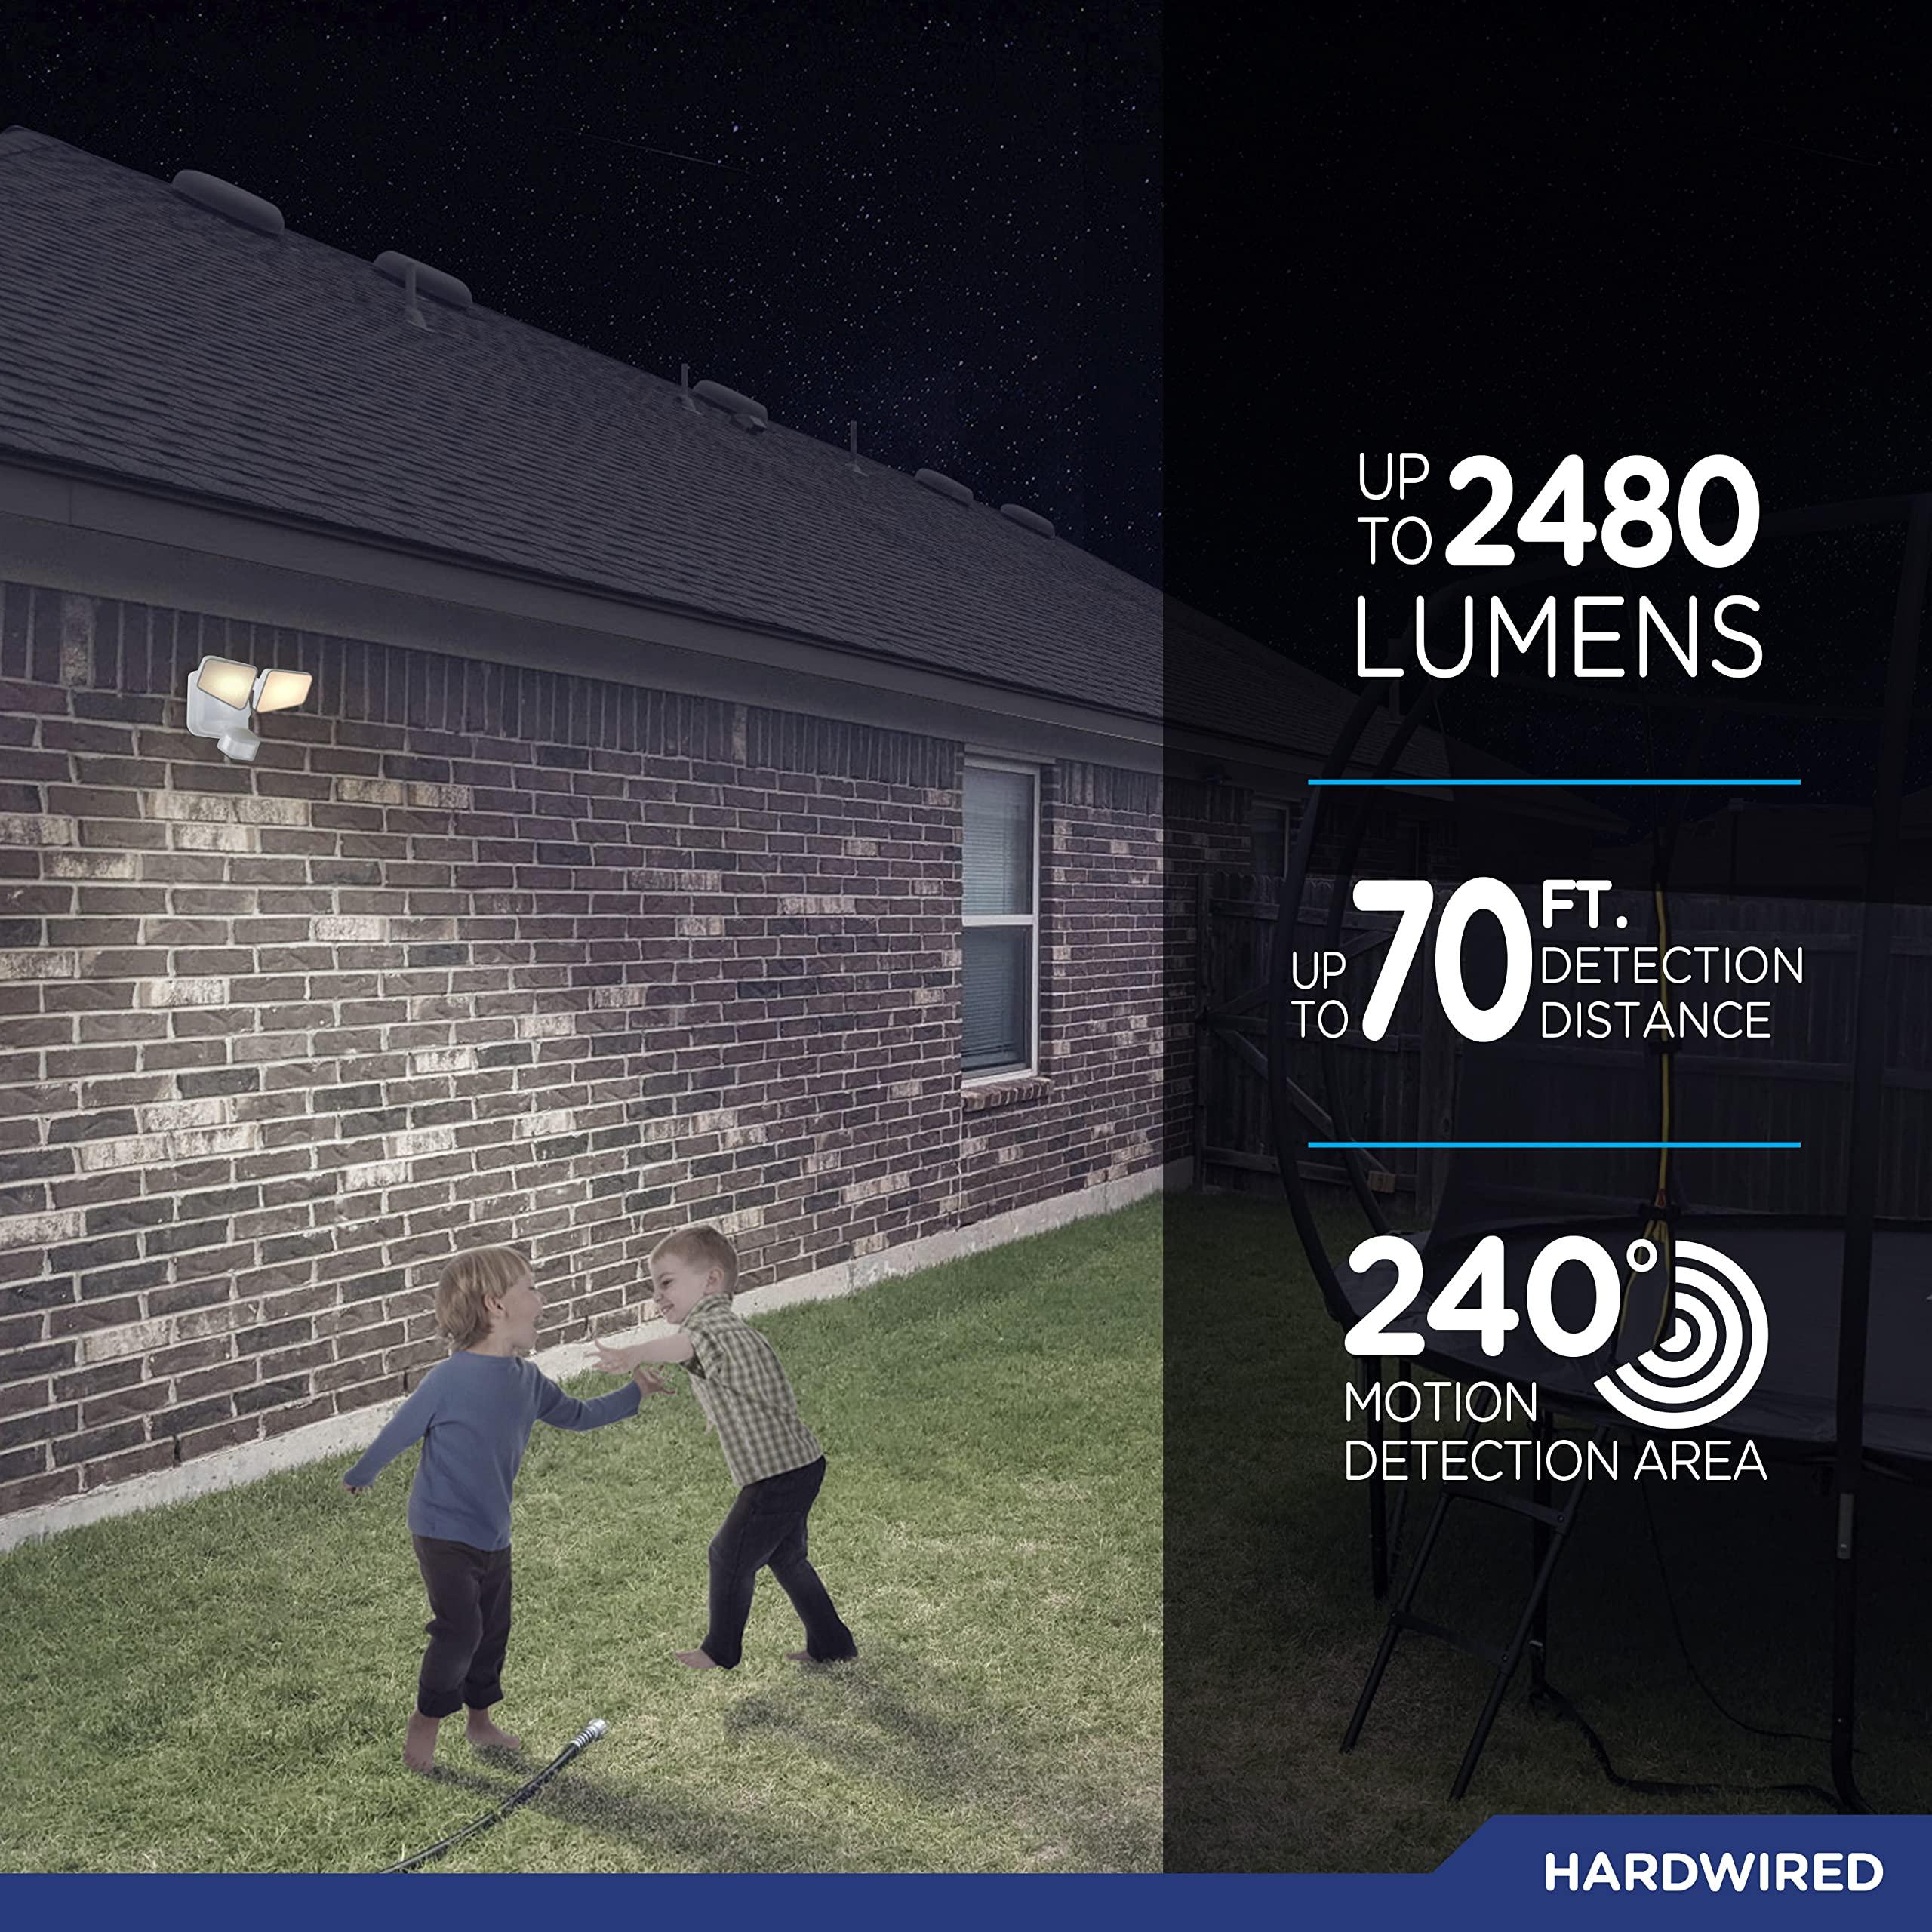 UP TO 2480
LUMENS
UP TO 70 FT.
DETECTION
DISTANCE
240°
MOTION
DETECTION AREA
HARDWIRED